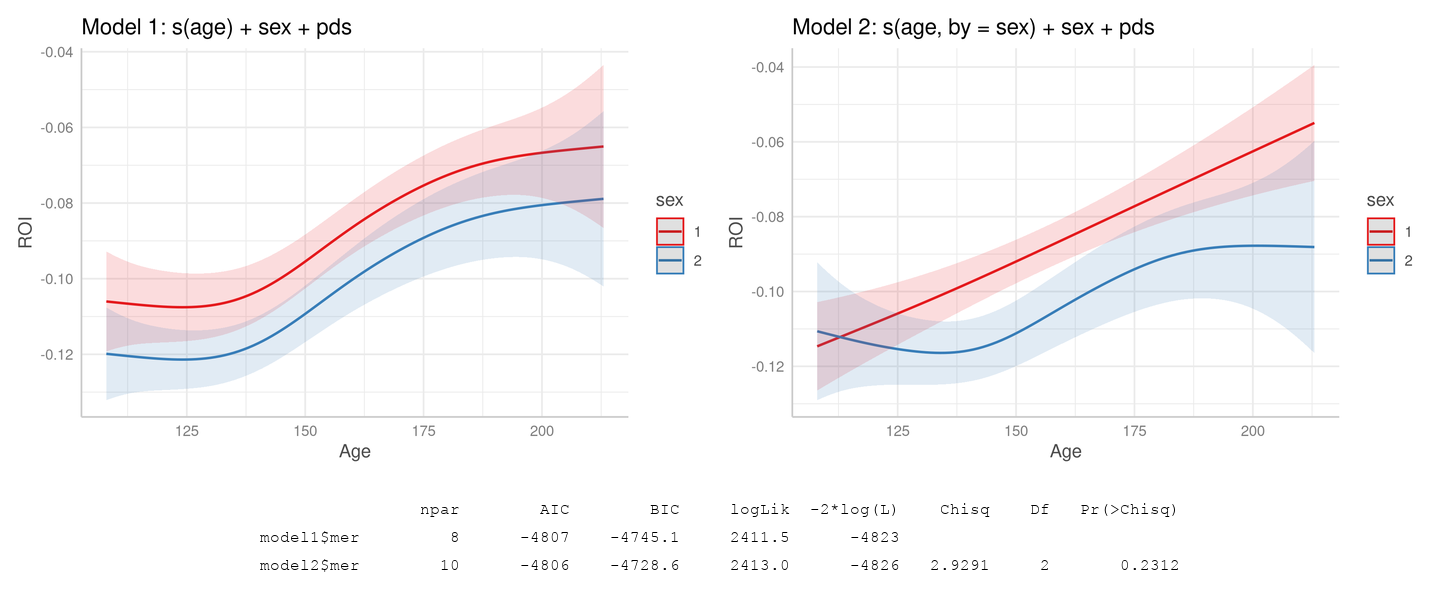 Model 1: s(age) + sex + pds
-0.04
-0.06
-0.08
-0.10
-0.12
ROI
125 150 175 200
Age
sex
1
2
Model 2: s(age, by = sex) + sex + pds
-0.04
-0.06
-0.08
-0.10
-0.12
ROI
125 150 175 200
Age
sex
1
2
npar AIC BIC logLik -2*log(L) Chisq Df Pr(>Chisq)
model1$mer 8 -4807 -4745.1 2411.5 -4823
model2$mer 10 -4806 -4728.6 2413.0 -4826 2.9291 2 0.2312